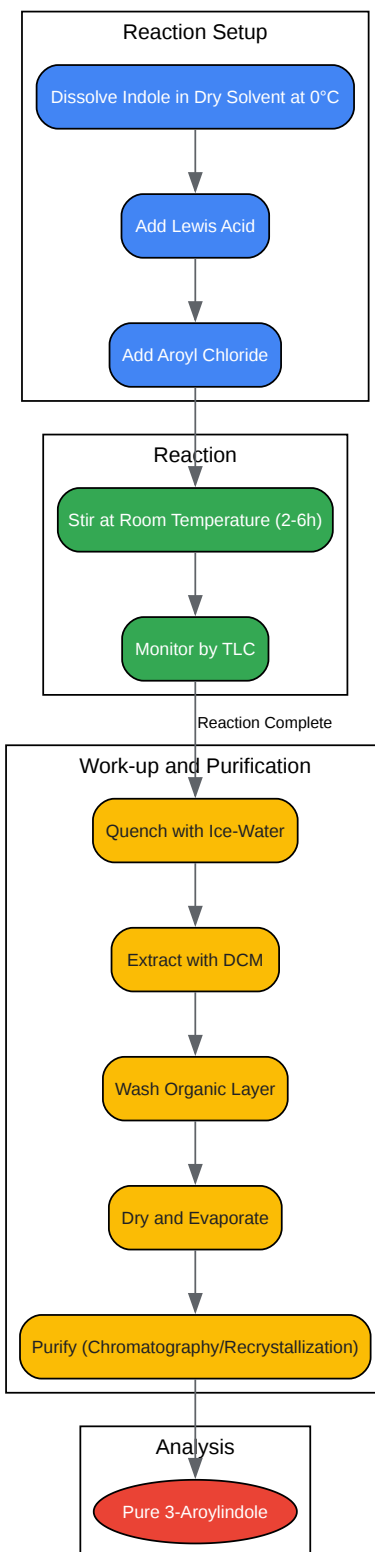 Reaction Setup
Dissolve Indole in Dry Solvent at 0°C
Add Lewis Acid
Add Aroyl Chloride
Reaction
Stir at Room Temperature (2-6h)
Monitor by TLC
Reaction Complete
Work-up and Purification
Quench with Ice-Water
Extract with DCM
Wash Organic Layer
Dry and Evaporate
Purify (Chromatography/Recrystallization)
Analysis
Pure 3-Aroylindole